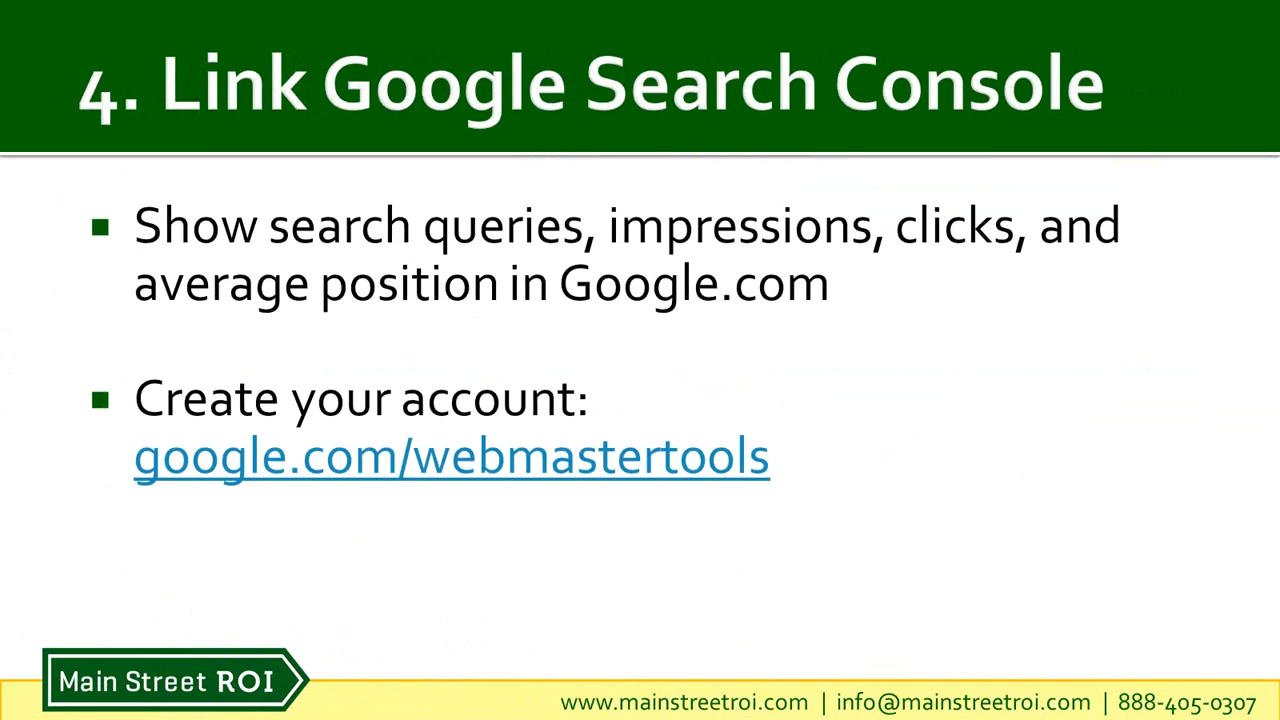 4. Link Google Search Console
Show search queries, impressions, clicks, and
average position in Google.com
Create your account:
google.com/webmastertools
Main Street ROI
www.mainstreetroi.com | info@mainstreetroi.com | 888-405-0307